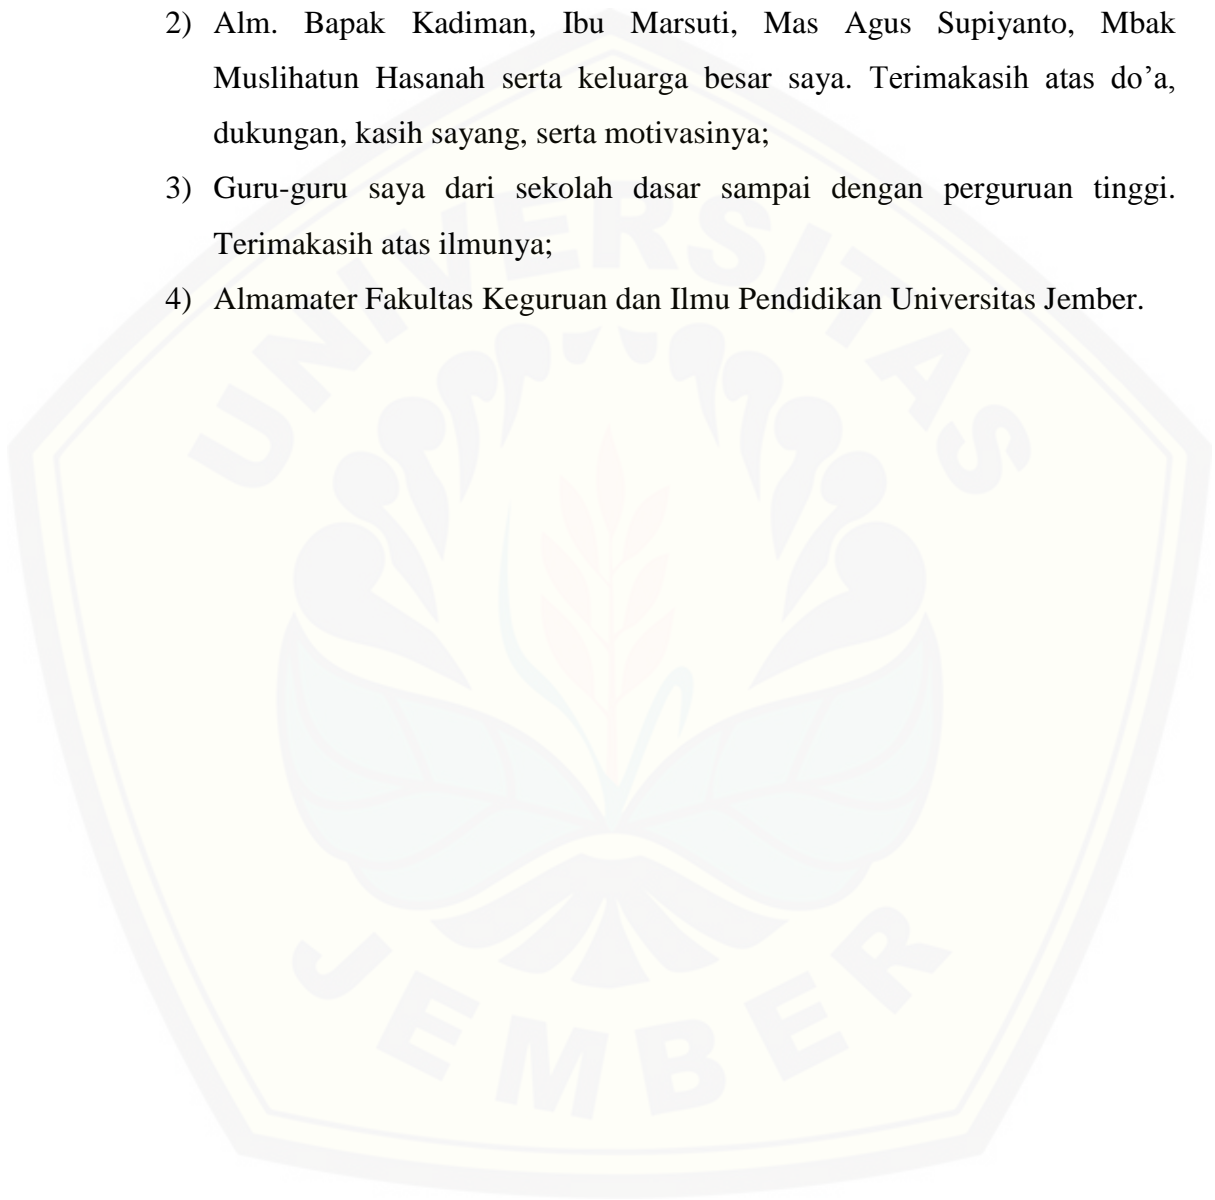 2) Alm. Bapak Kadiman, Ibu Marsuti, Mas Agus Supiyanto, Mbak
Muslihatun Hasanah serta keluarga besar saya. Terimakasih atas do’a,
dukungan, kasih sayang, serta motivasinya;
3) Guru-guru saya dari sekolah dasar sampai dengan perguruan tinggi.
Terimakasih atas ilmunya;
4) Almamater Fakultas Keguruan dan Ilmu Pendidikan Universitas Jember.
UNIVERSITAS
JEMBER